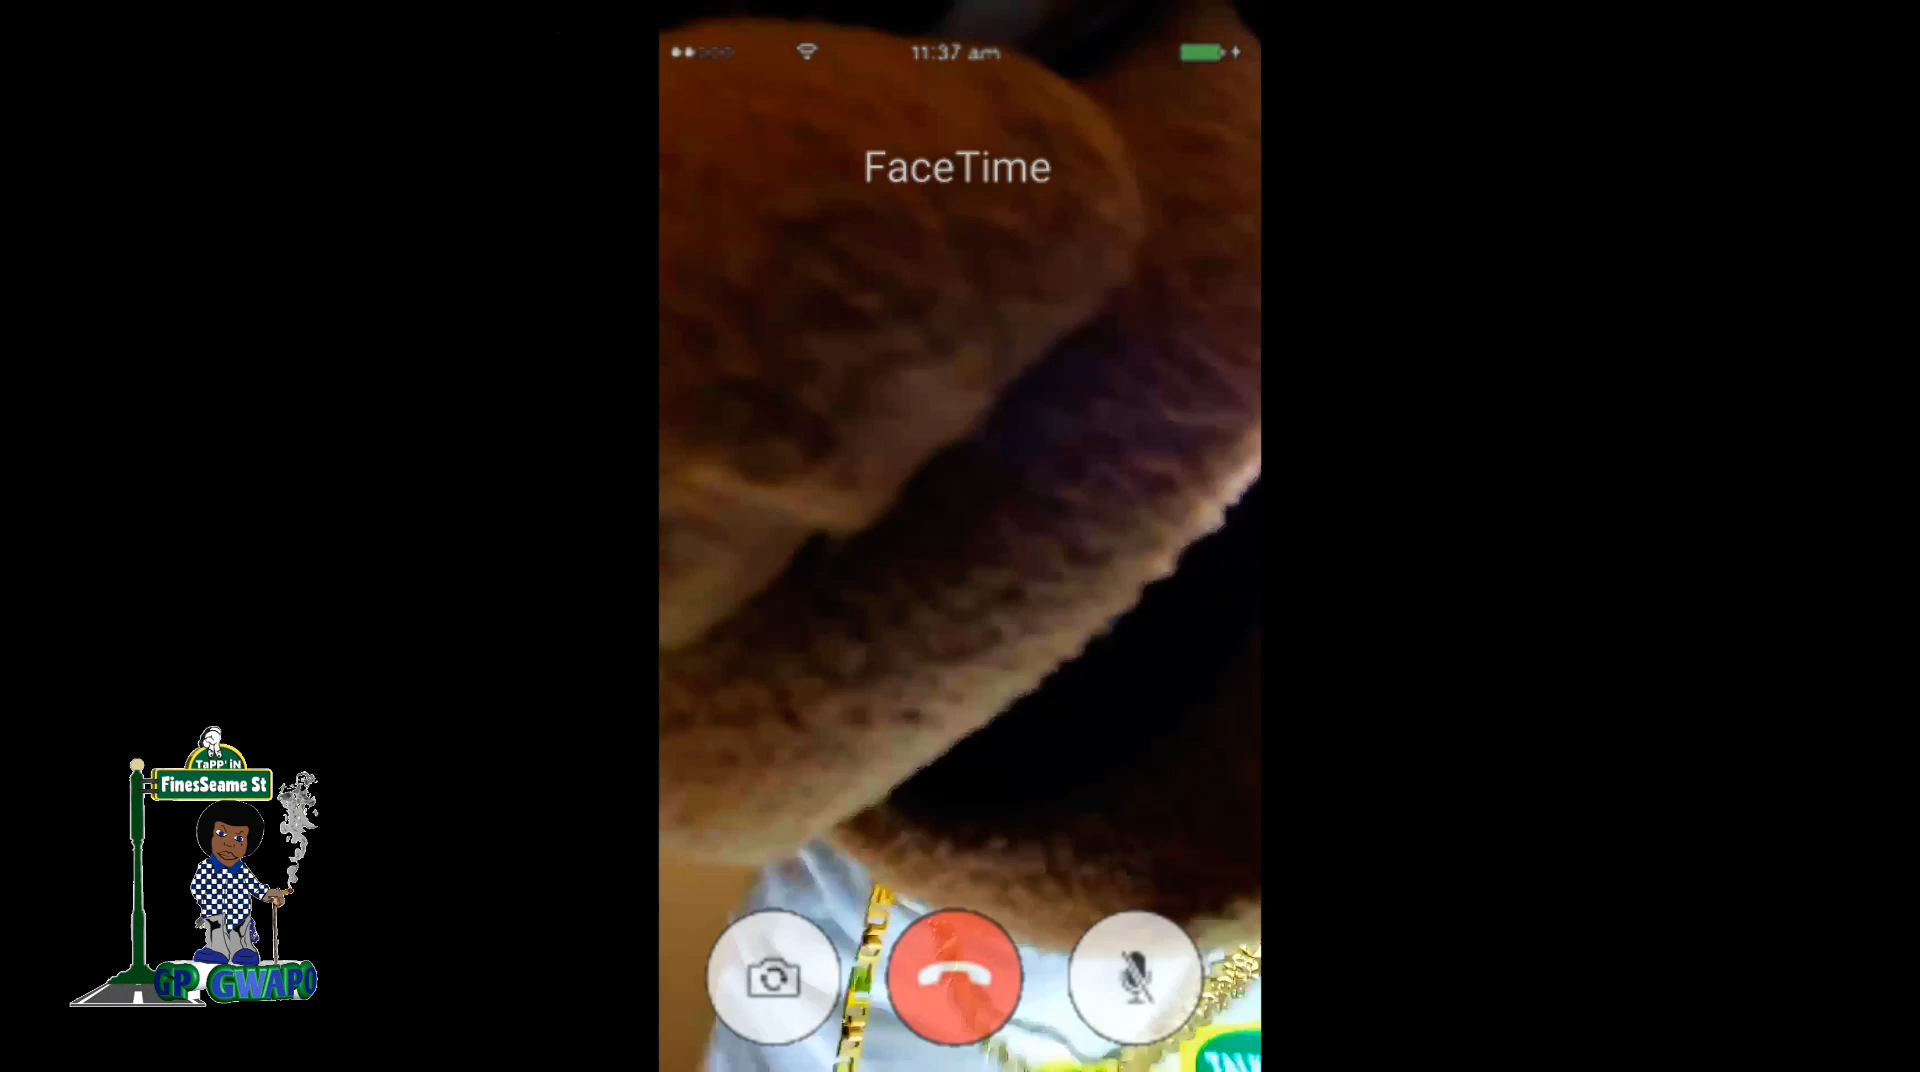 11:37 am
FaceTime
TaPP' iN
FinesSeame St
GP GWAPO